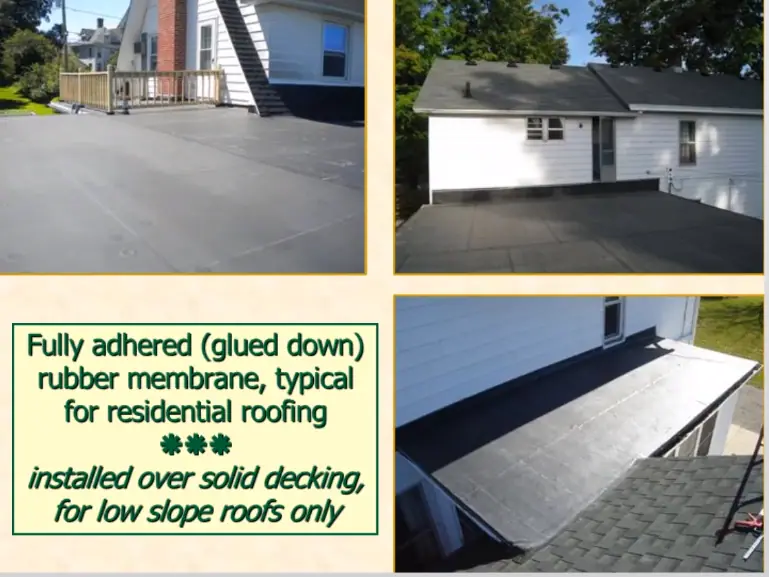 Fully adhered (glued down)
rubber membrane, typical
for residential roofing
✱✱✱
installed over solid decking,
for low slope roofs only